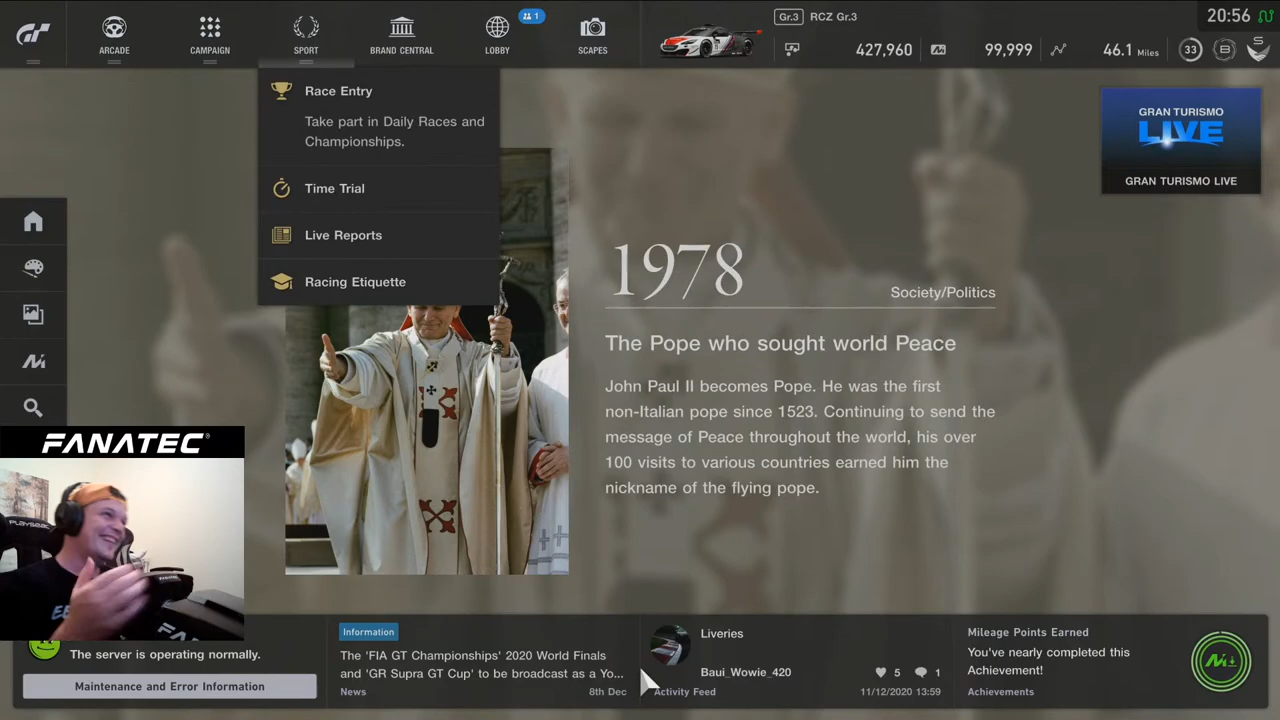 ARCADE
CAMPAIGN
SPORT
BRAND CENTRAL
LOBBY
1
SCAPES
Gr.3 RCZ Gr.3
427,960
99,999
46.1 Miles
33
B
S
20:56
Race Entry
Take part in Daily Races and
Championships.
Time Trial
Live Reports
Racing Etiquette
GRAN TURISMO
LIVE
GRAN TURISMO LIVE
1978
Society/Politics
The Pope who sought world Peace
John Paul II becomes Pope. He was the first
non-Italian pope since 1523. Continuing to send the
message of Peace throughout the world, his over
100 visits to various countries earned him the
nickname of the flying pope.
FANATEC®
PLAYSEAT
The server is operating normally.
Maintenance and Error Information
Information
The 'FIA GT Championships' 2020 World Finals
and 'GR Supra GT Cup' to be broadcast as a Yo...
News
8th Dec
Liveries
Baui_Wowie_420
5
1
Activity Feed
11/12/2020 13:59
Mileage Points Earned
You've nearly completed this
Achievement!
Achievements